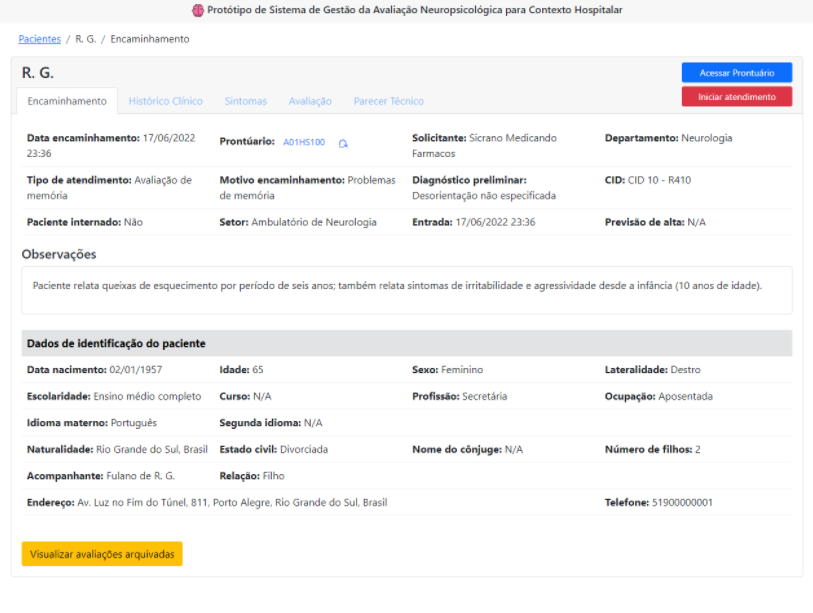 Protótipo de Sistema de Gestão da Avaliação Neuropsicológica para Contexto Hospitalar
Pacientes / R. G. / Encaminhamento
R. G.
Acessar Prontuário
Iniciar atendimento
Encaminhamento Histórico Clínico Sintomas Avaliação Parecer Técnico
Data encaminhamento: 17/06/2022 23:36
Prontúario: A01HS100
Solicitante: Sicrano Medicando Farmacos
Departamento: Neurologia
Tipo de atendimento: Avaliação de memória
Motivo encaminhamento: Problemas de memória
Diagnóstico preliminar: Desorientação não especificada
CID: CID 10 - R410
Paciente internado: Não
Setor: Ambulatório de Neurologia
Entrada: 17/06/2022 23:36
Previsão de alta: N/A
Observações
Paciente relata queixas de esquecimento por período de seis anos; também relata sintomas de irritabilidade e agressividade desde a infância (10 anos de idade).
Dados de identificação do paciente
Data nacimento: 02/01/1957 Idade: 65 Sexo: Feminino Lateralidade: Destro
Escolaridade: Ensino médio completo Curso: N/A Profissão: Secretária Ocupação: Aposentada
Idioma materno: Português Segunda idioma: N/A
Naturalidade: Rio Grande do Sul, Brasil Estado civil: Divorciada Nome do cônjuge: N/A Número de filhos: 2
Acompanhante: Fulano de R. G. Relação: Filho
Endereço: Av. Luz no Fim do Túnel, 811, Porto Alegre, Rio Grande do Sul, Brasil Telefone: 51900000001
Visualizar avaliações arquivadas